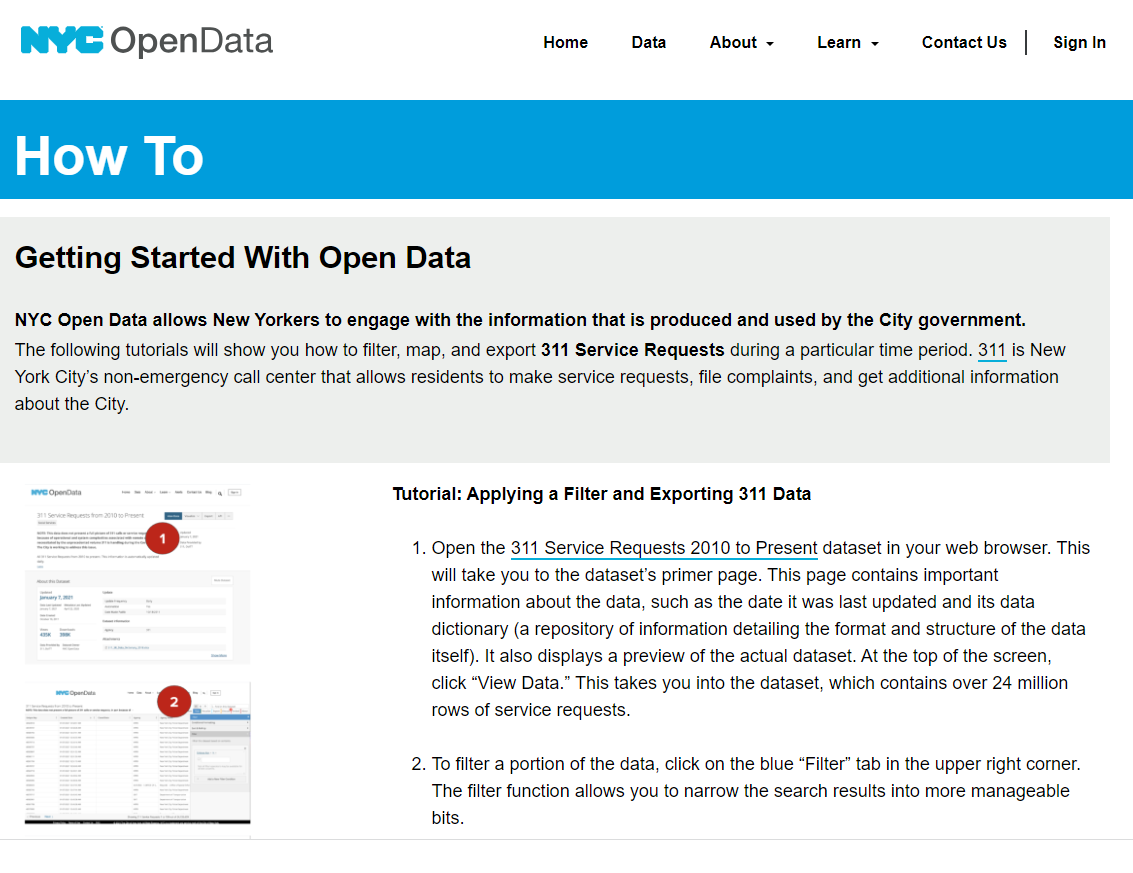 NYC OpenData
Home Data About Learn Contact Us Sign In
How To
Getting Started With Open Data
NYC Open Data allows New Yorkers to engage with the information that is produced and used by the City government.
The following tutorials will show you how to filter, map, and export 311 Service Requests during a particular time period. 311 is New
York City’s non-emergency call center that allows residents to make service requests, file complaints, and get additional information
about the City.
NYC OpenData
311 Service Requests from 2010 to Present
1
About this Dataset
January 7, 2021
NYC OpenData
2
Tutorial: Applying a Filter and Exporting 311 Data
1. Open the 311 Service Requests 2010 to Present dataset in your web browser. This
will take you to the dataset’s primer page. This page contains important
information about the data, such as the date it was last updated and its data
dictionary (a repository of information detailing the format and structure of the data
itself). It also displays a preview of the actual dataset. At the top of the screen,
click “View Data.” This takes you into the dataset, which contains over 24 million
rows of service requests.
2. To filter a portion of the data, click on the blue “Filter” tab in the upper right corner.
The filter function allows you to narrow the search results into more manageable
bits.